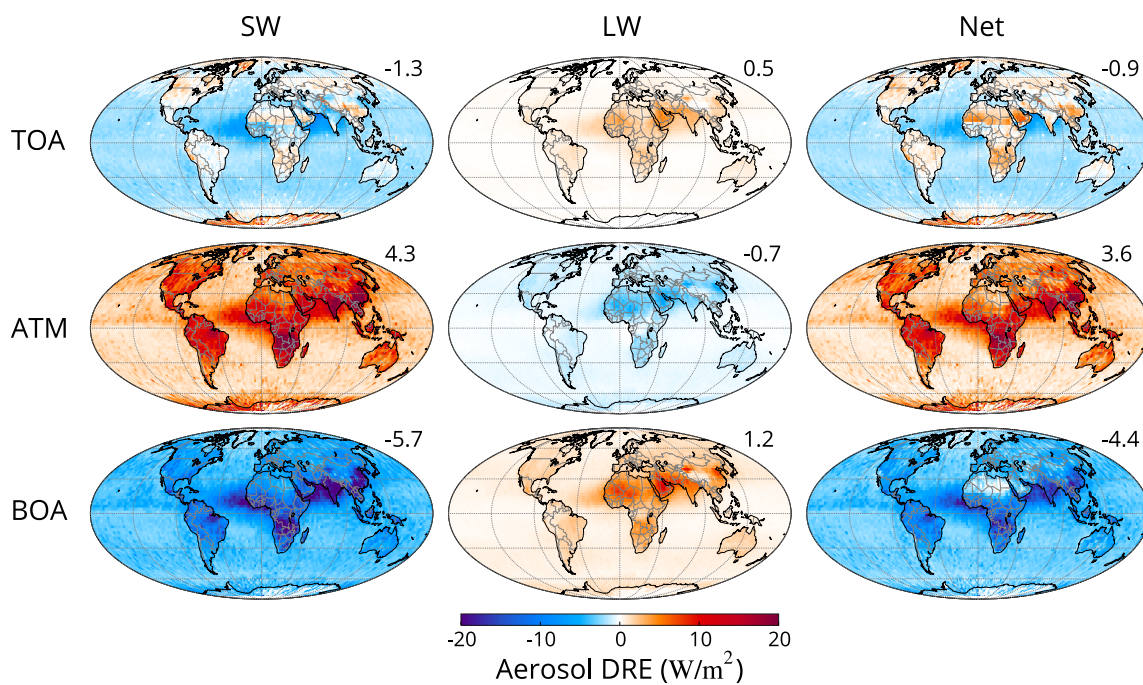 SW LW Net
TOA -1.3 0.5 -0.9
ATM 4.3 -0.7 3.6
BOA -5.7 1.2 -4.4
-20 -10 0 10 20
Aerosol DRE (W/m²)